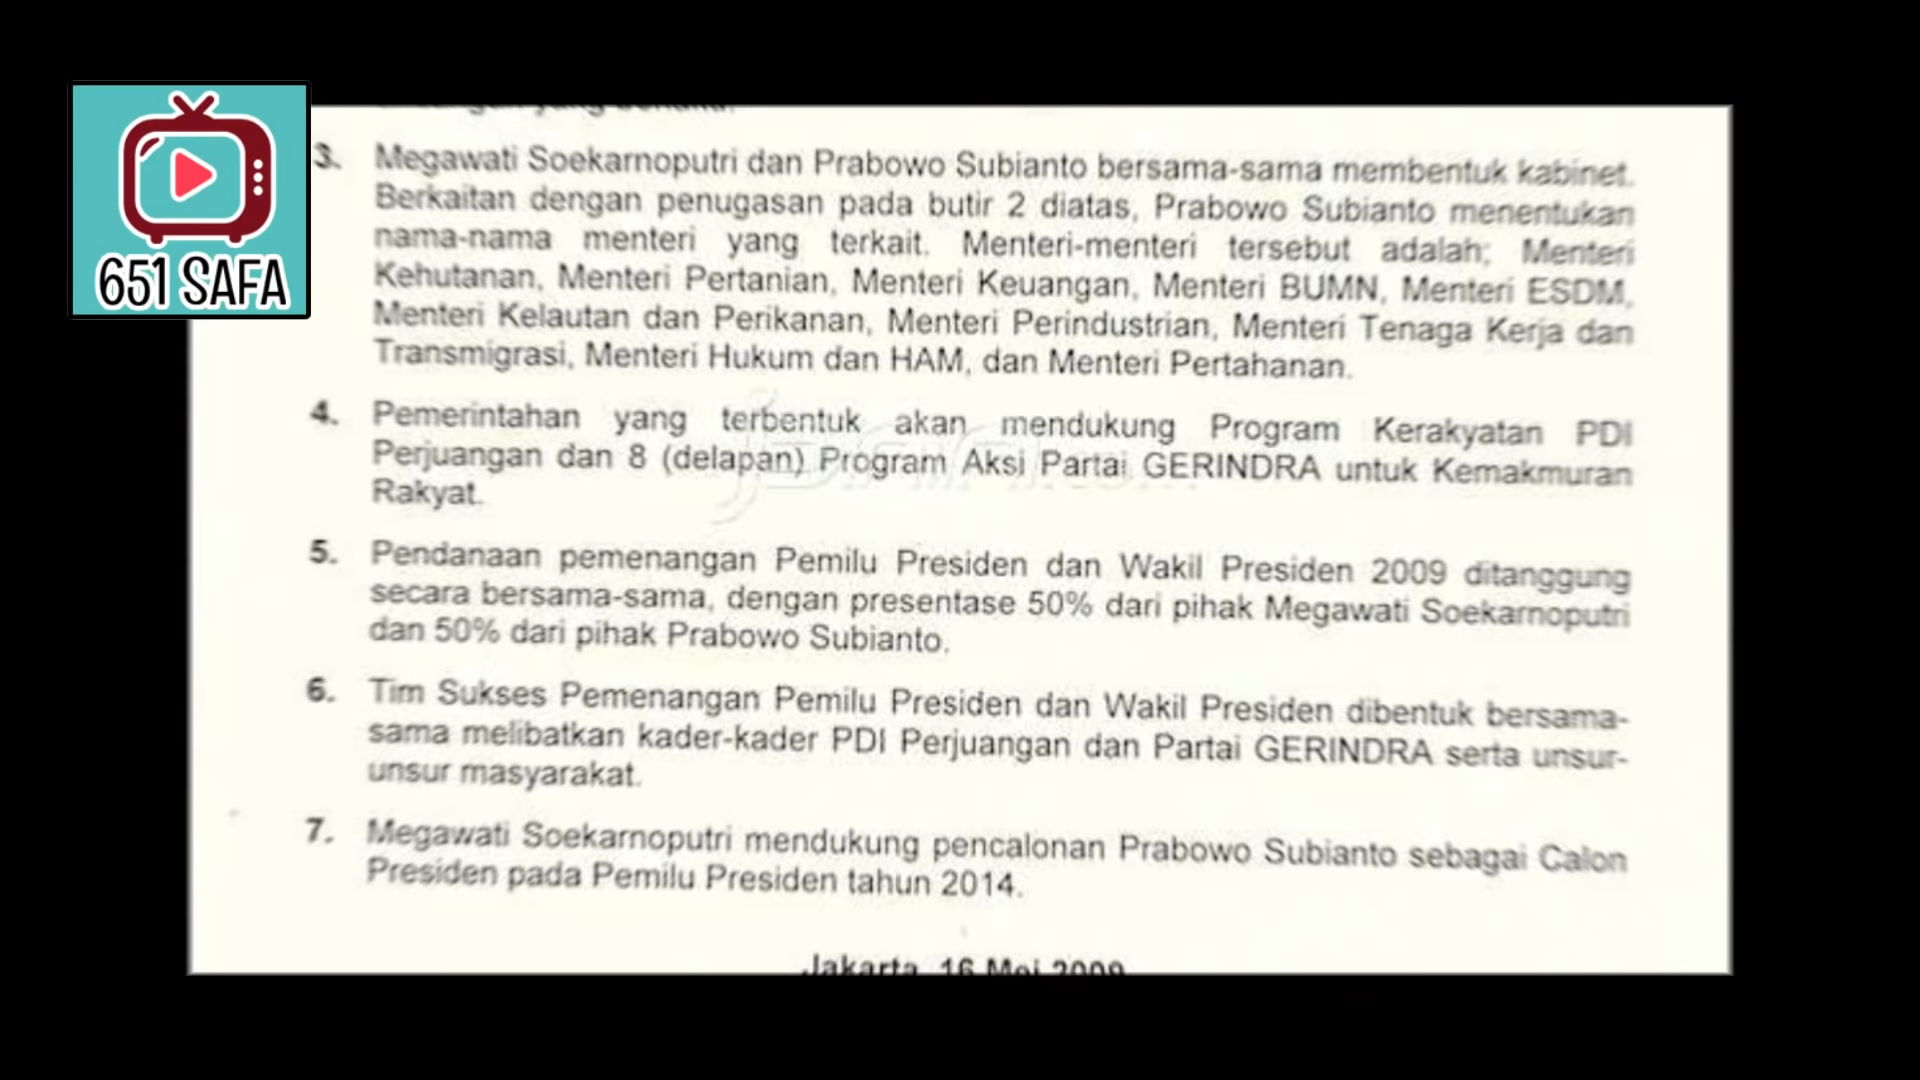 651 SAFA
3. Megawati Soekarnoputri dan Prabowo Subianto bersama-sama membentuk kabinet.
Berkaitan dengan penugasan pada butir 2 diatas, Prabowo Subianto menentukan
nama-nama menteri yang terkait. Menteri-menteri tersebut adalah; Menteri
Kehutanan, Menteri Pertanian, Menteri Keuangan, Menteri BUMN, Menteri ESDM,
Menteri Kelautan dan Perikanan, Menteri Perindustrian, Menteri Tenaga Kerja dan
Transmigrasi, Menteri Hukum dan HAM, dan Menteri Pertahanan.
4. Pemerintahan yang terbentuk akan mendukung Program Kerakyatan PDI
Perjuangan dan 8 (delapan) Program Aksi Partai GERINDRA untuk Kemakmuran
Rakyat.
5. Pendanaan pemenangan Pemilu Presiden dan Wakil Presiden 2009 ditanggung
secara bersama-sama, dengan presentase 50% dari pihak Megawati Soekarnoputri
dan 50% dari pihak Prabowo Subianto.
6. Tim Sukses Pemenangan Pemilu Presiden dan Wakil Presiden dibentuk bersama-
sama melibatkan kader-kader PDI Perjuangan dan Partai GERINDRA serta unsur-
unsur masyarakat.
7. Megawati Soekarnoputri mendukung pencalonan Prabowo Subianto sebagai Calon
Presiden pada Pemilu Presiden tahun 2014.
Jakarta, 16 Mei 2009